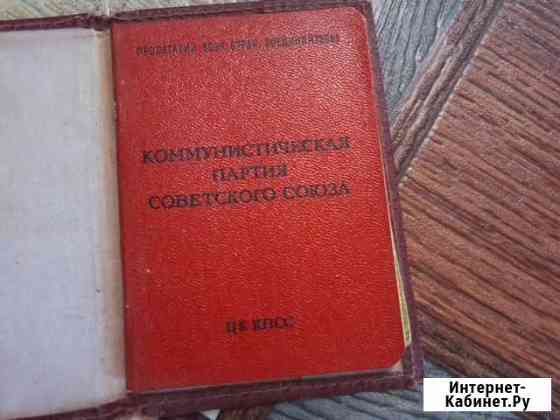 ПРОЛЕТАРИИ ВСЕХ СТРАН, СОЕДИНЯЙТЕСЬ!
КОММУНИСТИЧЕСКАЯ
ПАРТИЯ
СОВЕТСКОГО СОЮЗА
ЦК КПСС
Интернет-
Кабинет.Ру